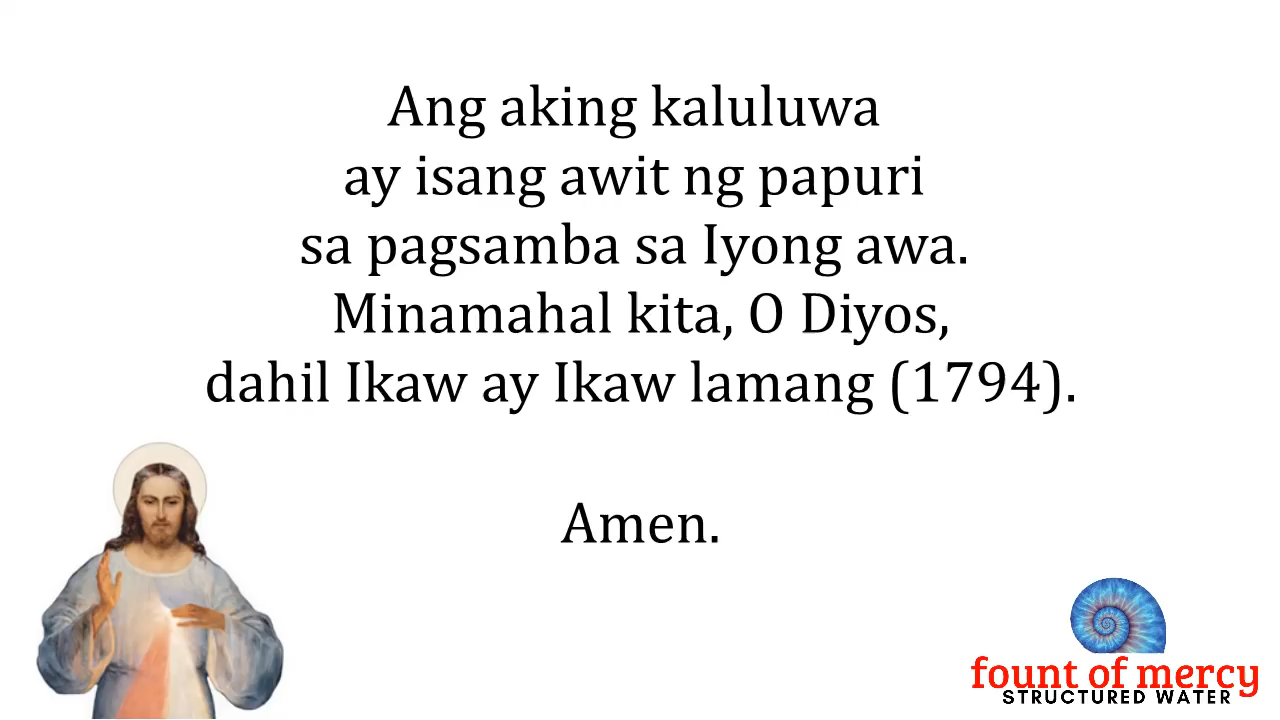 Ang aking kaluluwa
ay isang awit ng papuri
sa pagsamba sa Iyong awa.
Minamahal kita, O Diyos,
dahil Ikaw ay Ikaw lamang (1794).
Amen.
fount of mercy
STRUCTURED WATER